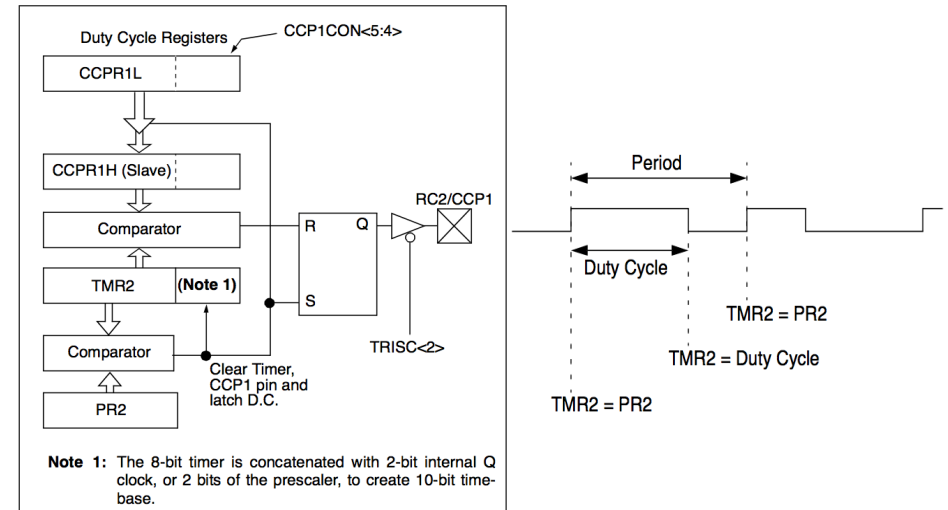 Duty Cycle Registers
CCP1CON<5:4>
CCPR1L
CCPR1H (Slave)
Comparator
TMR2
(Note 1)
Comparator
PR2
R
Q
S
RC2/CCP1
TRISC<2>
Clear Timer,
CCP1 pin and
latch D.C.
Note 1: The 8-bit timer is concatenated with 2-bit internal Q
clock, or 2 bits of the prescaler, to create 10-bit time-
base.
Period
Duty Cycle
TMR2 = PR2
TMR2 = Duty Cycle
TMR2 = PR2